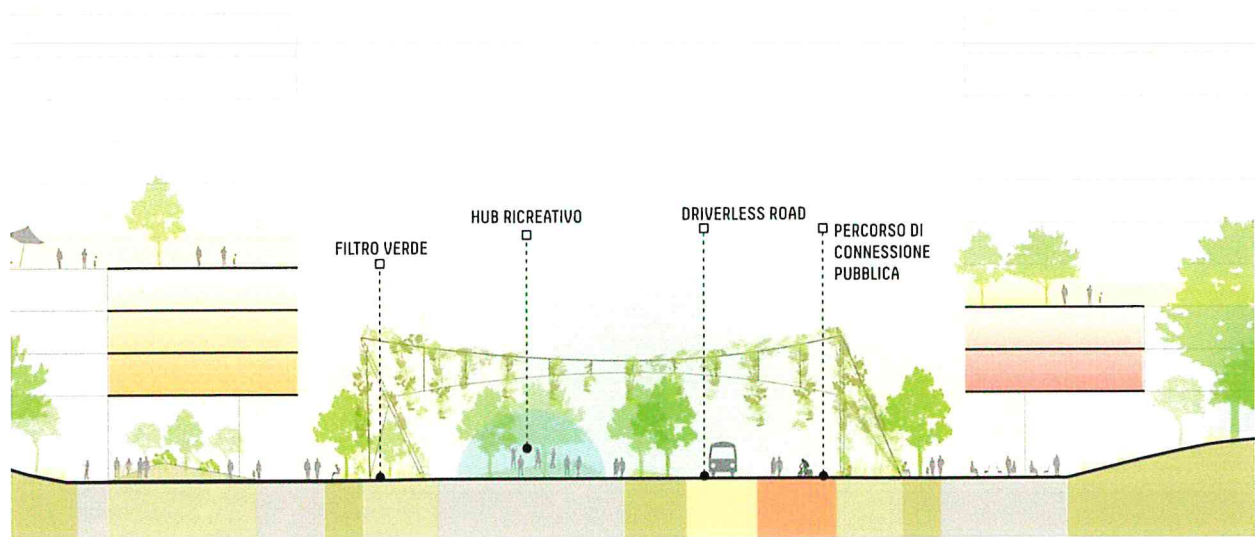 FILTRO VERDE
HUB RICREATIVO
DRIVERLESS ROAD
PERCORSO DI
CONNESSIONE
PUBBLICA